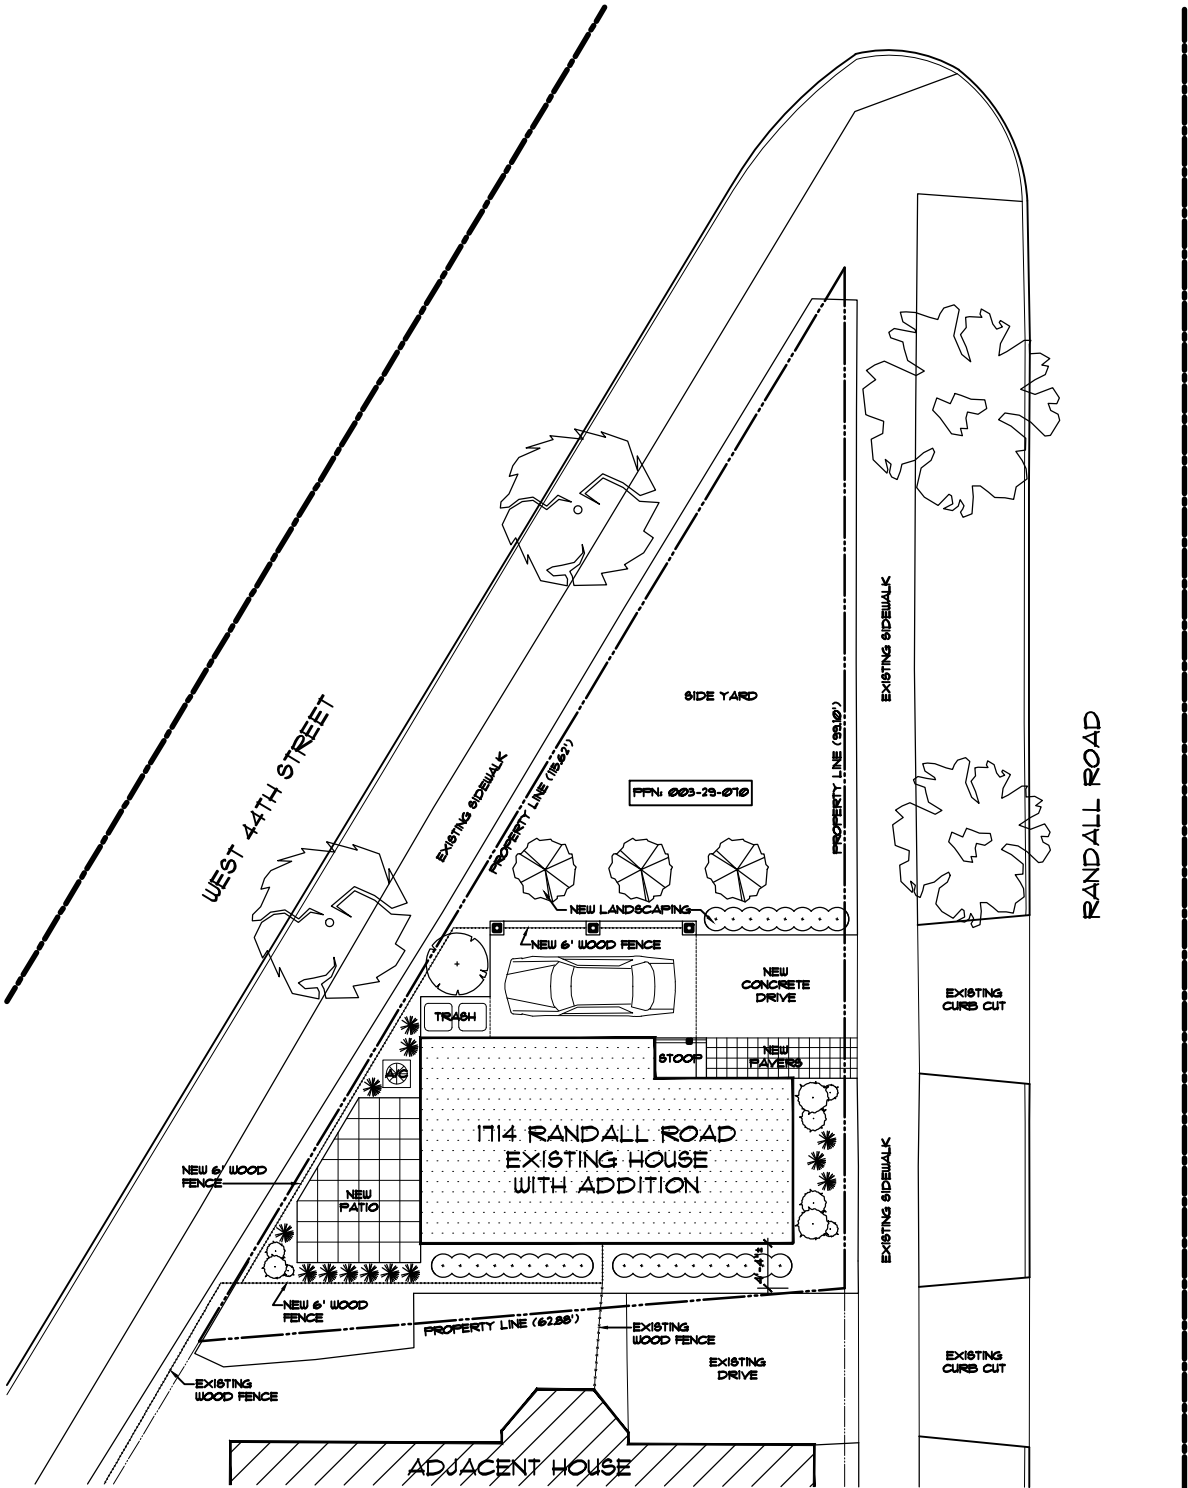 EXISTING SIDEWALK
SIDE YARD
WEST 44TH STREET
EXISTING SIDEWALK
PROPERTY LINE (115.62')
PROPERTY LINE (99.10')
RANDALL ROAD
PPN: 003-29-070
NEW LANDSCAPING
NEW 6' WOOD FENCE
NEW
CONCRETE
DRIVE
EXISTING
CURB CUT
TRASH
STOOP
NEW
PAVERS
A/C
1714 RANDALL ROAD
EXISTING HOUSE
WITH ADDITION
NEW 6' WOOD
FENCE
NEW
PATIO
EXISTING SIDEWALK
4'-4"±
NEW 6' WOOD
FENCE
PROPERTY LINE (62.88')
EXISTING
WOOD FENCE
EXISTING
DRIVE
EXISTING
CURB CUT
EXISTING
WOOD FENCE
ADJACENT HOUSE